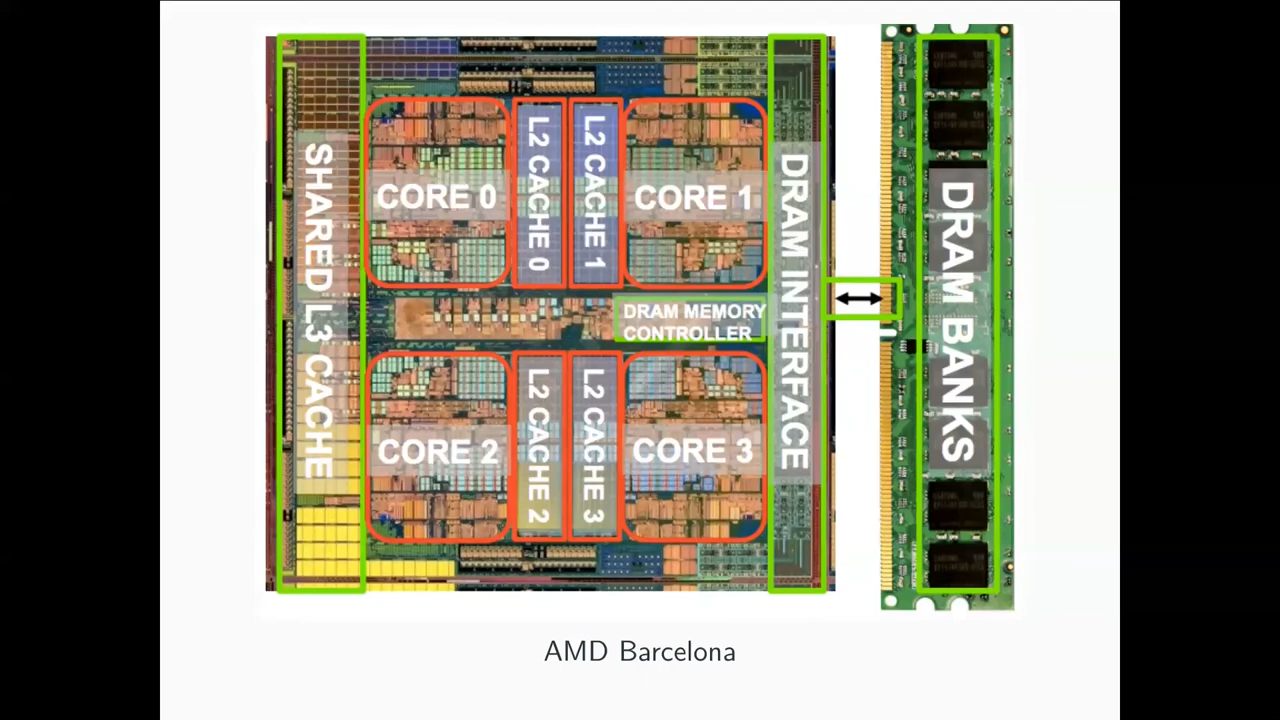 SHARED L3 CACHE
CORE 0
L2 CACHE 0
L2 CACHE 1
CORE 1
DRAM INTERFACE
DRAM BANKS
DRAM MEMORY
CONTROLLER
CORE 2
L2 CACHE 2
L2 CACHE 3
CORE 3
AMD Barcelona